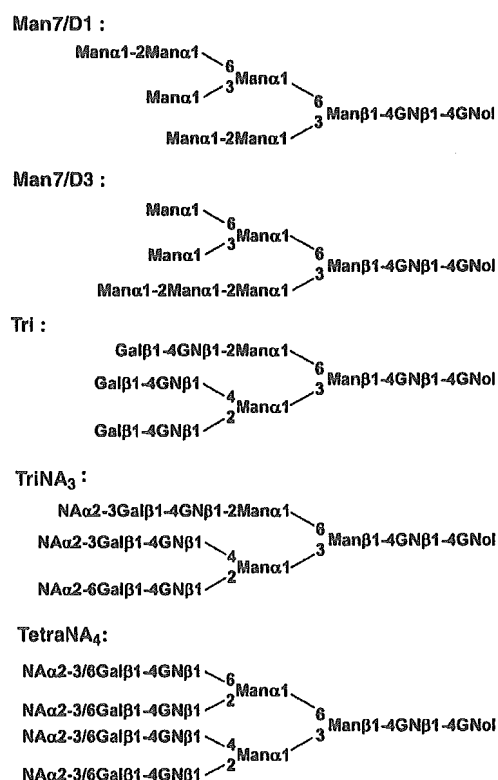 Man7/D1 :
Manα1-2Manα1
6
3
Manα1
Manα1
6
3
Manβ1-4GNβ1-4GNol
Manα1-2Manα1
Man7/D3 :
Manα1
6
3
Manα1
Manα1
6
3
Manβ1-4GNβ1-4GNol
Manα1-2Manα1-2Manα1
Tri :
Galβ1-4GNβ1-2Manα1
Galβ1-4GNβ1
6
3
Manβ1-4GNβ1-4GNol
4
2
Manα1
Galβ1-4GNβ1
TriNA3 :
NAα2-3Galβ1-4GNβ1-2Manα1
NAα2-3Galβ1-4GNβ1
6
3
Manβ1-4GNβ1-4GNol
4
2
Manα1
NAα2-6Galβ1-4GNβ1
TetraNA4:
NAα2-3/6Galβ1-4GNβ1
6
2
Manα1
NAα2-3/6Galβ1-4GNβ1
6
3
Manβ1-4GNβ1-4GNol
NAα2-3/6Galβ1-4GNβ1
4
2
Manα1
NAα2-3/6Galβ1-4GNβ1